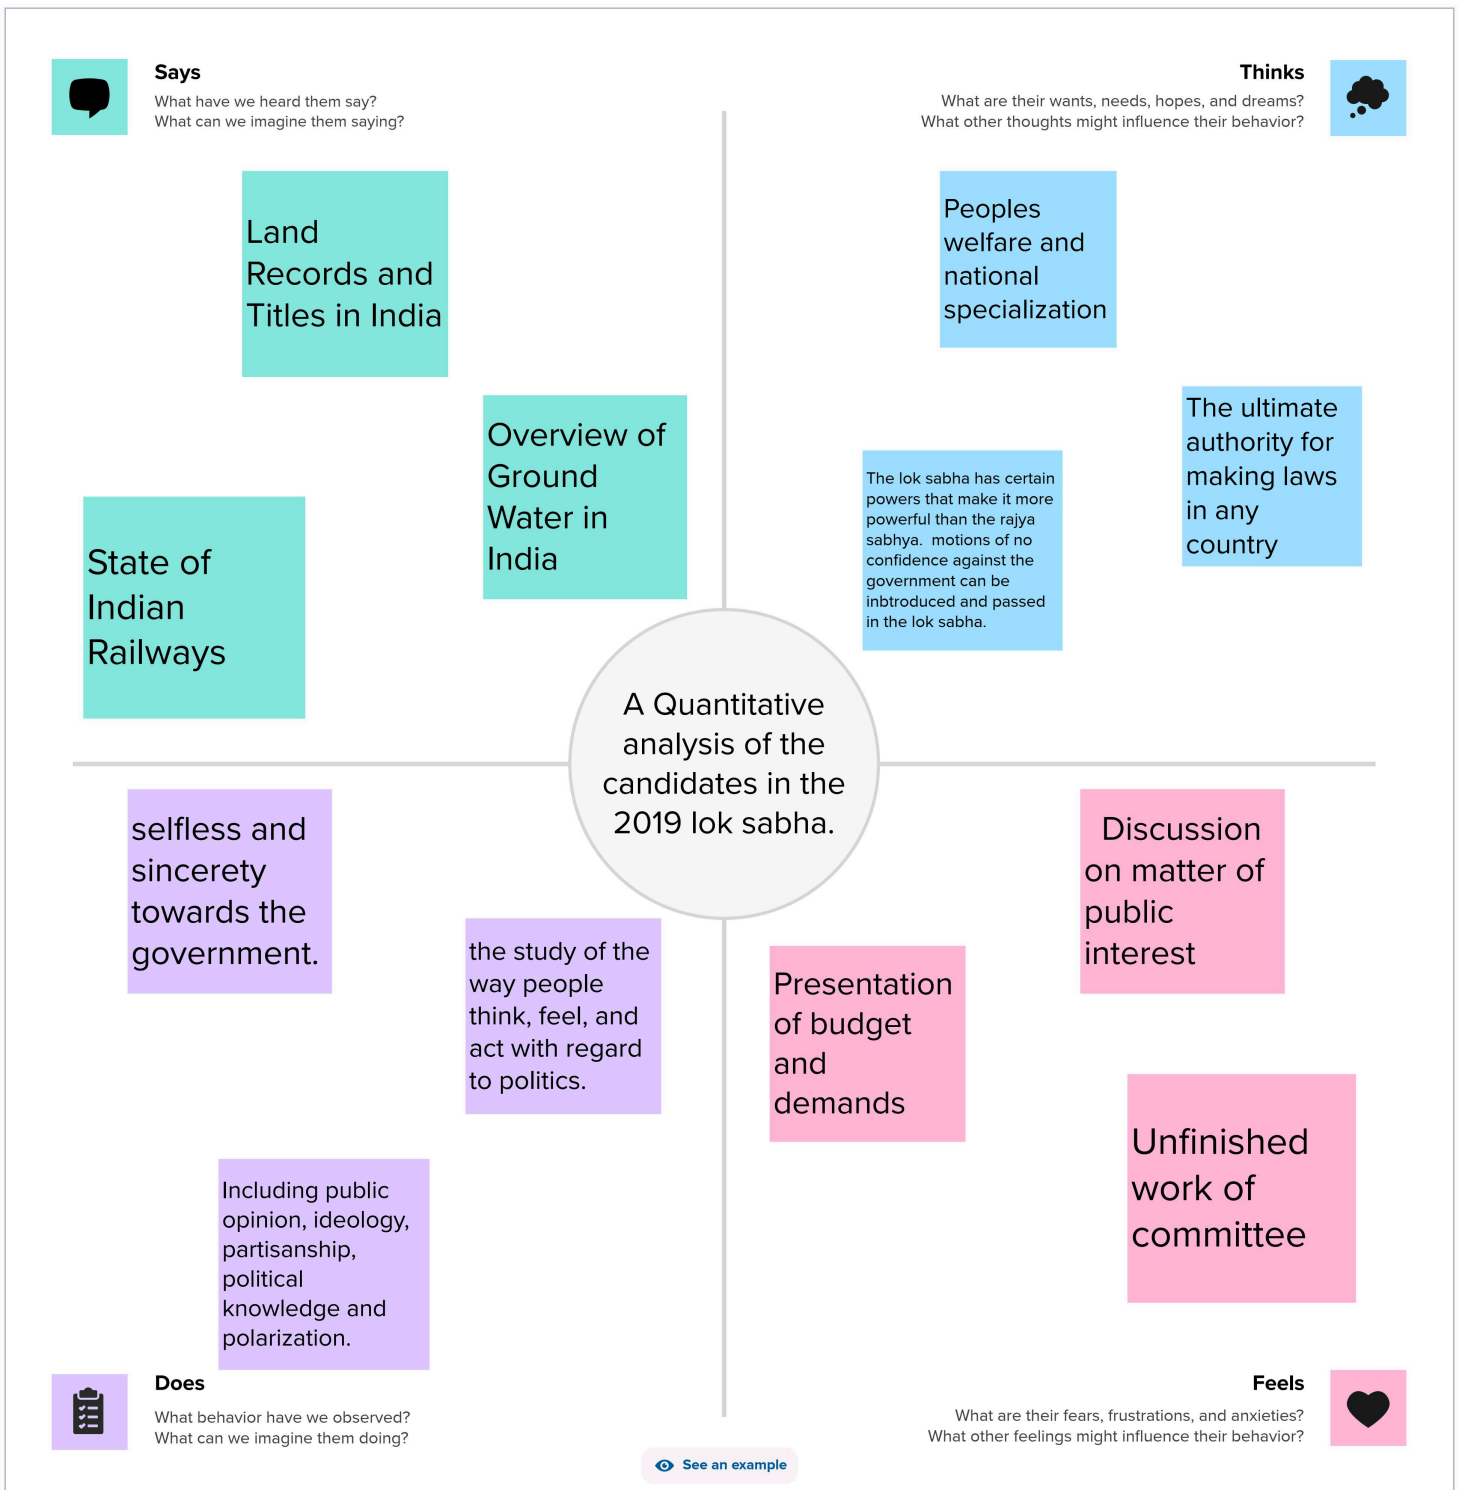 Says
What have we heard them say?
What can we imagine them saying?
Thinks
What are their wants, needs, hopes, and dreams?
What other thoughts might influence their behavior?
Land
Records and
Titles in India
Overview of
Ground
Water in
India
State of
Indian
Railways
Peoples
welfare and
national
specialization
The ultimate
authority for
making laws
in any
country
The lok sabha has certain
powers that make it more
powerful than the rajya
sabhya.  motions of no
confidence against the
government can be
inbtroduced and passed
in the lok sabha.
A Quantitative
analysis of the
candidates in the
2019 lok sabha.
selfless and
sincerety
towards the
government.
the study of the
way people
think, feel, and
act with regard
to politics.
Including public
opinion, ideology,
partisanship,
political
knowledge and
polarization.
Discussion
on matter of
public
interest
Presentation
of budget
and
demands
Unfinished
work of
committee
Does
What behavior have we observed?
What can we imagine them doing?
Feels
What are their fears, frustrations, and anxieties?
What other feelings might influence their behavior?
See an example